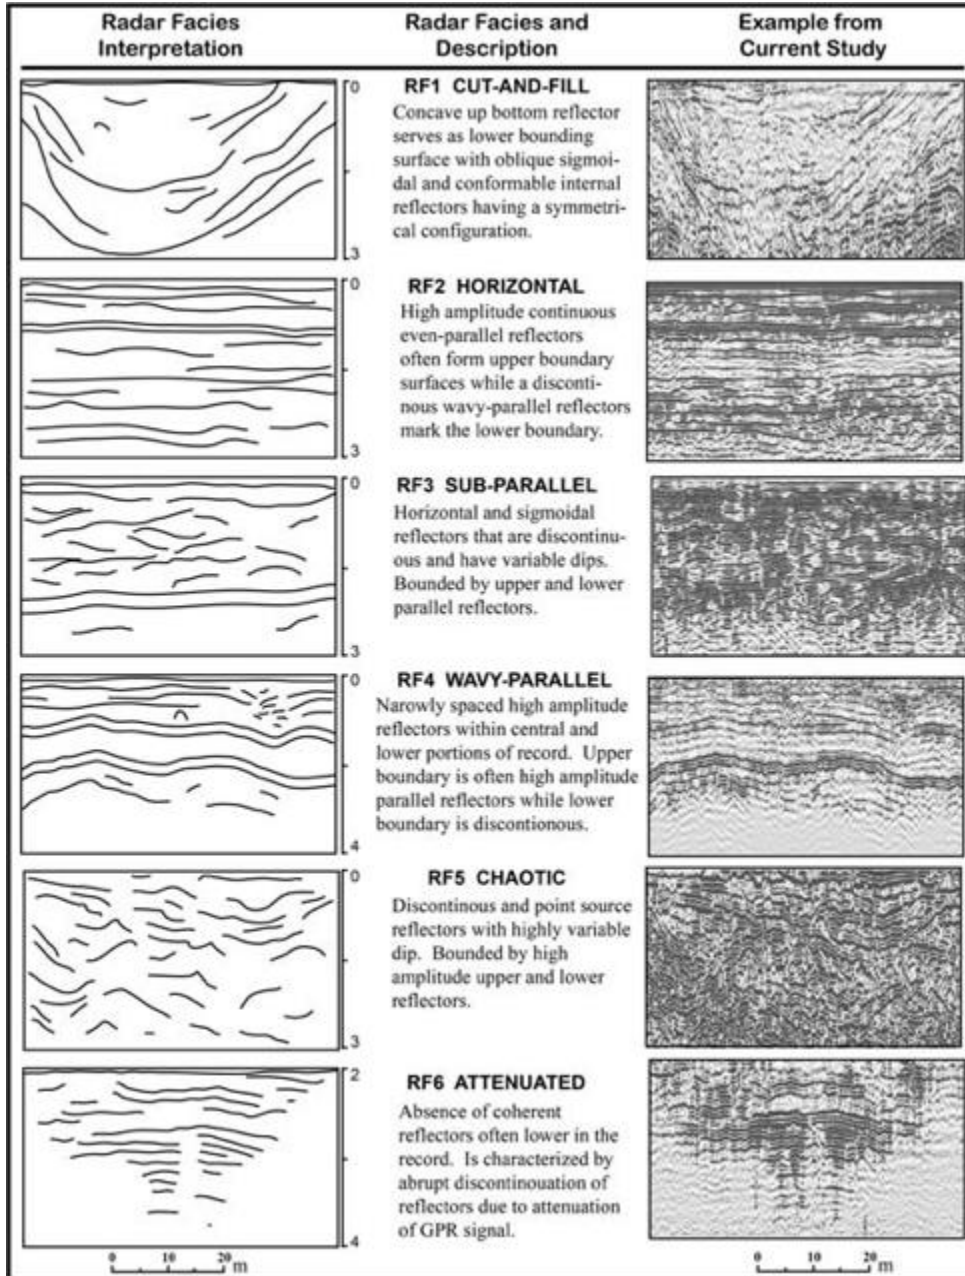 Radar Facies
Interpretation
Radar Facies and
Description
Example from
Current Study
RF1 CUT-AND-FILL
Concave up bottom reflector
serves as lower bounding
surface with oblique sigmoi-
dal and conformable internal
reflectors having a symmetri-
cal configuration.
0
3
RF2 HORIZONTAL
High amplitude continuous
even-parallel reflectors
often form upper boundary
surfaces while a disconti-
nous wavy-parallel reflectors
mark the lower boundary.
0
3
RF3 SUB-PARALLEL
Horizontal and sigmoidal
reflectors that are discontinu-
ous and have variable dips.
Bounded by upper and lower
parallel reflectors.
0
3
RF4 WAVY-PARALLEL
Narrowly spaced high amplitude
reflectors within central and
lower portions of record. Upper
boundary is often high amplitude
parallel reflectors while lower
boundary is discontionous.
0
4
RF5 CHAOTIC
Discontinous and point source
reflectors with highly variable
dip. Bounded by high
amplitude upper and lower
reflectors.
0
3
RF6 ATTENUATED
Absence of coherent
reflectors often lower in the
record. Is characterized by
abrupt discontinouation of
reflectors due to attenuation
of GPR signal.
2
4
0 10 20 m
0 10 20 m